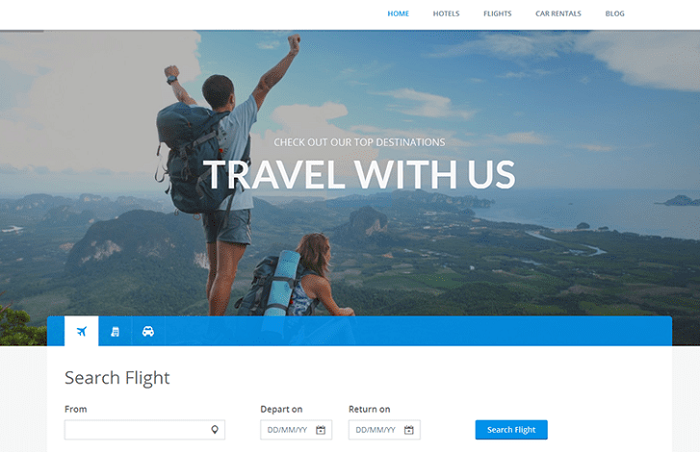 HOME HOTELS FLIGHTS CAR RENTALS BLOG
CHECK OUT OUR TOP DESTINATIONS
TRAVEL WITH US
Search Flight
From Depart on Return on
DD/MM/YY DD/MM/YY Search Flight